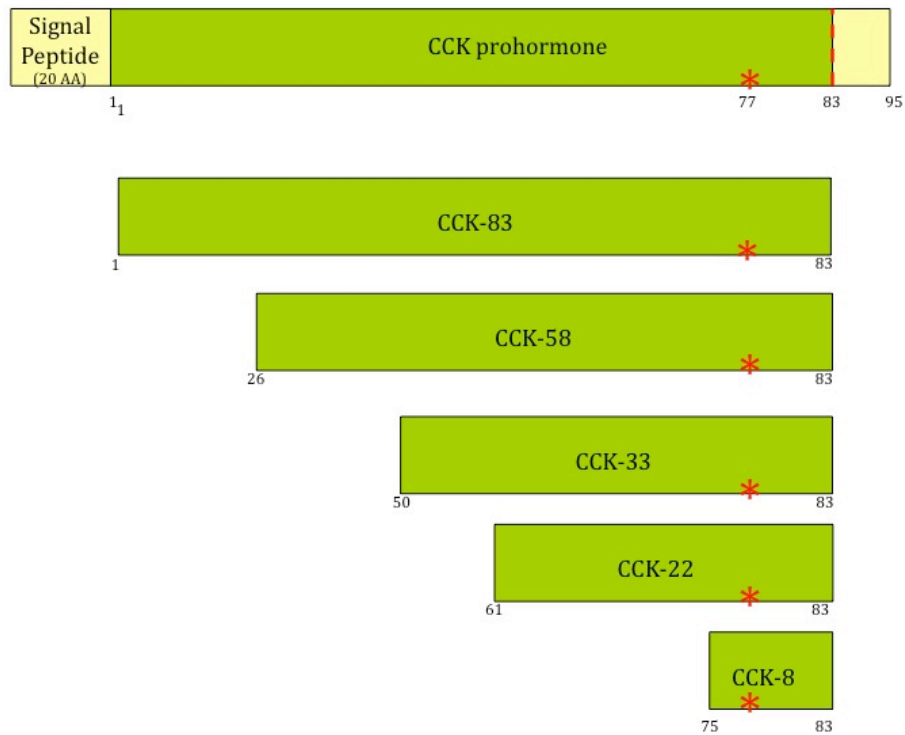 Signal
Peptide
(20 AA)
CCK prohormone
*
1
1
77
83
95
CCK-83
*
1
83
CCK-58
*
26
83
CCK-33
*
50
83
CCK-22
*
61
83
CCK-8
*
75
83